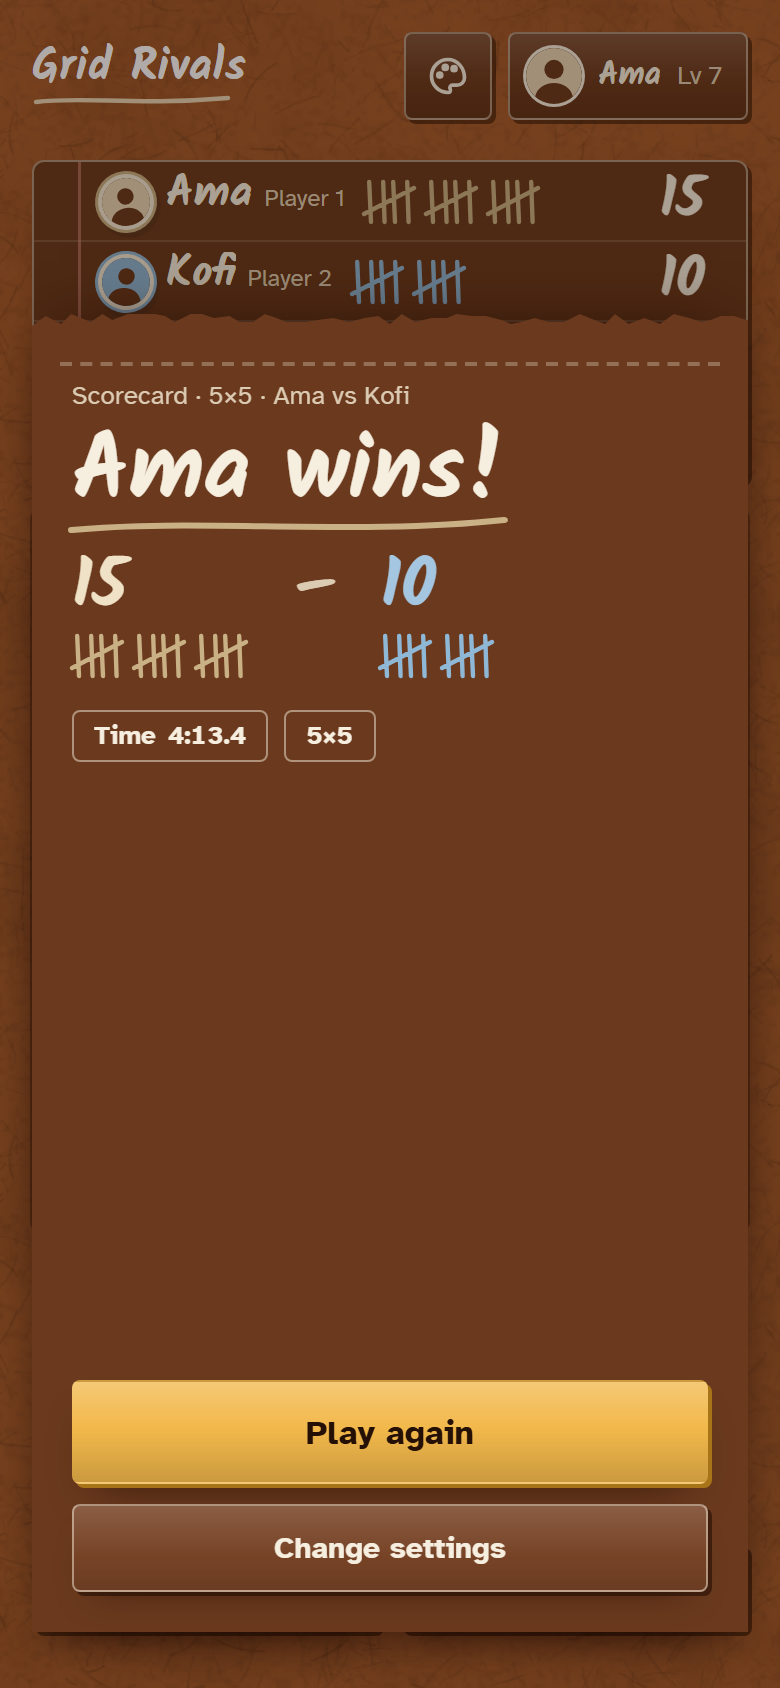 Grid Rivals
Ama Lv 7
Ama Player 1 15
Kofi Player 2 10
Scorecard · 5×5 · Ama vs Kofi
Ama wins!
15 – 10
Time 4:13.4 5×5
Play again
Change settings